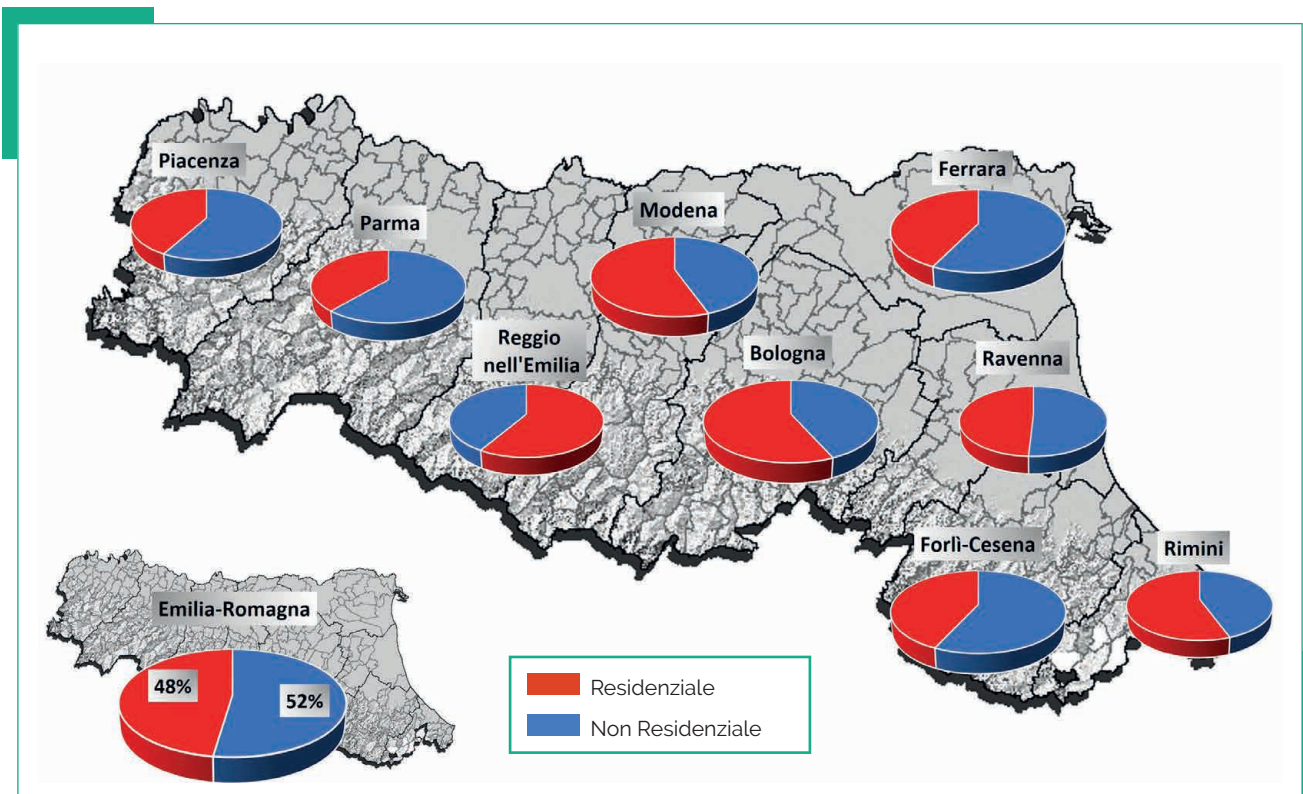 Piacenza
Parma
Modena
Ferrara
Reggio
nell'Emilia
Bologna
Ravenna
Forlì-Cesena
Rimini
Emilia-Romagna
48%
52%
Residenziale
Non Residenziale